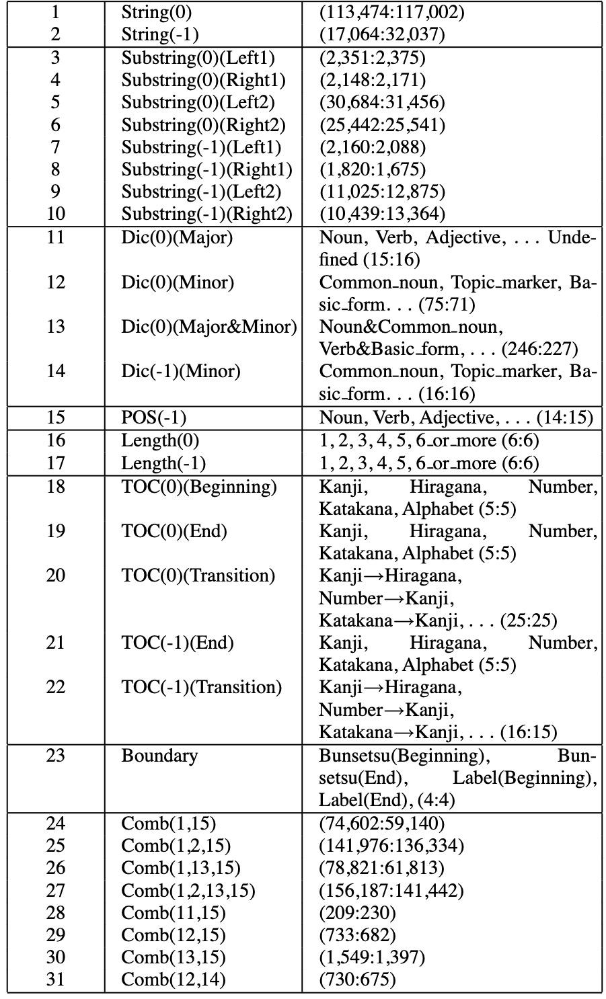 1 String(0) (113,474:117,002)
2 String(-1) (17,064:32,037)
3 Substring(0)(Left1) (2,351:2,375)
4 Substring(0)(Right1) (2,148:2,171)
5 Substring(0)(Left2) (30,684:31,456)
6 Substring(0)(Right2) (25,442:25,541)
7 Substring(-1)(Left1) (2,160:2,088)
8 Substring(-1)(Right1) (1,820:1,675)
9 Substring(-1)(Left2) (11,025:12,875)
10 Substring(-1)(Right2) (10,439:13,364)
11 Dic(0)(Major) Noun, Verb, Adjective, ... Unde-
fined (15:16)
12 Dic(0)(Minor) Common_noun, Topic_marker, Ba-
sic_form... (75:71)
13 Dic(0)(Major&Minor) Noun&Common_noun,
Verb&Basic_form, ... (246:227)
14 Dic(-1)(Minor) Common_noun, Topic_marker, Ba-
sic_form... (16:16)
15 POS(-1) Noun, Verb, Adjective, ... (14:15)
16 Length(0) 1, 2, 3, 4, 5, 6_or_more (6:6)
17 Length(-1) 1, 2, 3, 4, 5, 6_or_more (6:6)
18 TOC(0)(Beginning) Kanji, Hiragana, Number,
Katakana, Alphabet (5:5)
19 TOC(0)(End) Kanji, Hiragana, Number,
Katakana, Alphabet (5:5)
20 TOC(0)(Transition) Kanji→Hiragana,
Number→Kanji,
Katakana→Kanji, ... (25:25)
21 TOC(-1)(End) Kanji, Hiragana, Number,
Katakana, Alphabet (5:5)
22 TOC(-1)(Transition) Kanji→Hiragana,
Number→Kanji,
Katakana→Kanji, ... (16:15)
23 Boundary Bunsetsu(Beginning), Bun-
setsu(End), Label(Beginning),
Label(End), (4:4)
24 Comb(1,15) (74,602:59,140)
25 Comb(1,2,15) (141,976:136,334)
26 Comb(1,13,15) (78,821:61,813)
27 Comb(1,2,13,15) (156,187:141,442)
28 Comb(11,15) (209:230)
29 Comb(12,15) (733:682)
30 Comb(13,15) (1,549:1,397)
31 Comb(12,14) (730:675)